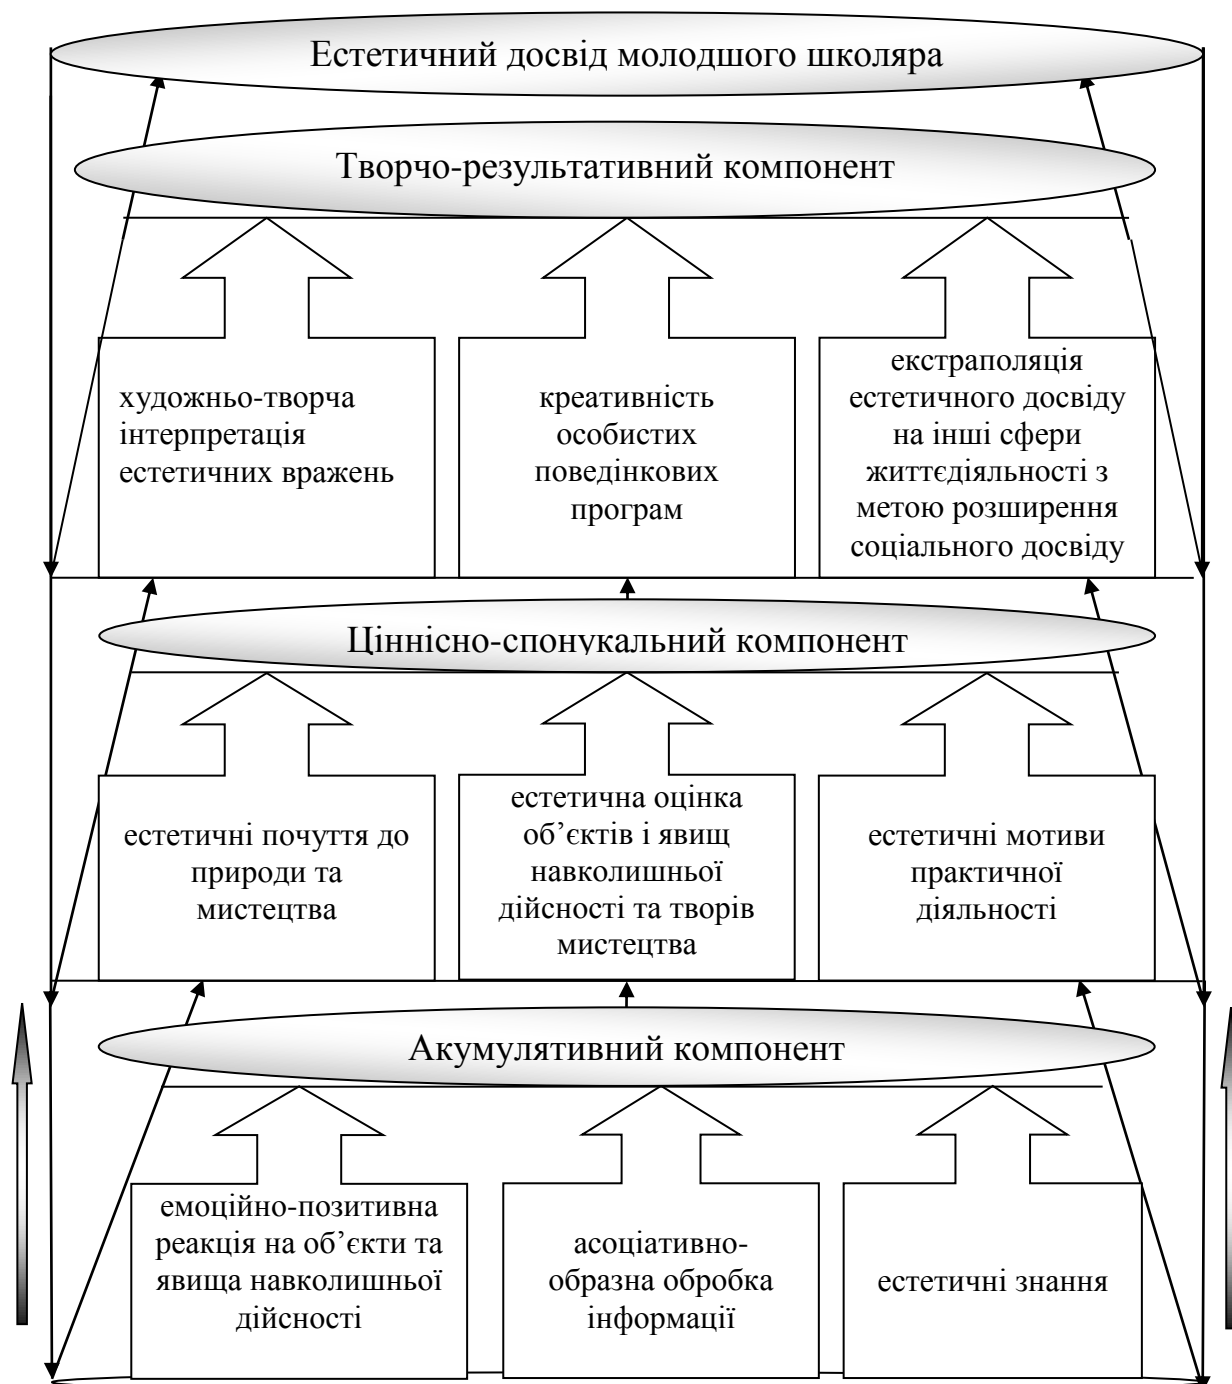 Естетичний досвід молодшого школяра
Творчо-результативний компонент
художньо-творча
інтерпретація
естетичних вражень
креативність
особистих
поведінкових
програм
екстраполяція
естетичного досвіду
на інші сфери
життєдіяльності з
метою розширення
соціального досвіду
Ціннісно-спонукальний компонент
естетичні почуття до
природи та
мистецтва
естетична оцінка
об’єктів і явищ
навколишньої
дійсності та творів
мистецтва
естетичні мотиви
практичної
діяльності
Акумулятивний компонент
емоційно-позитивна
реакція на об’єкти та
явища навколишньої
дійсності
асоціативно-
образна обробка
інформації
естетичні знання